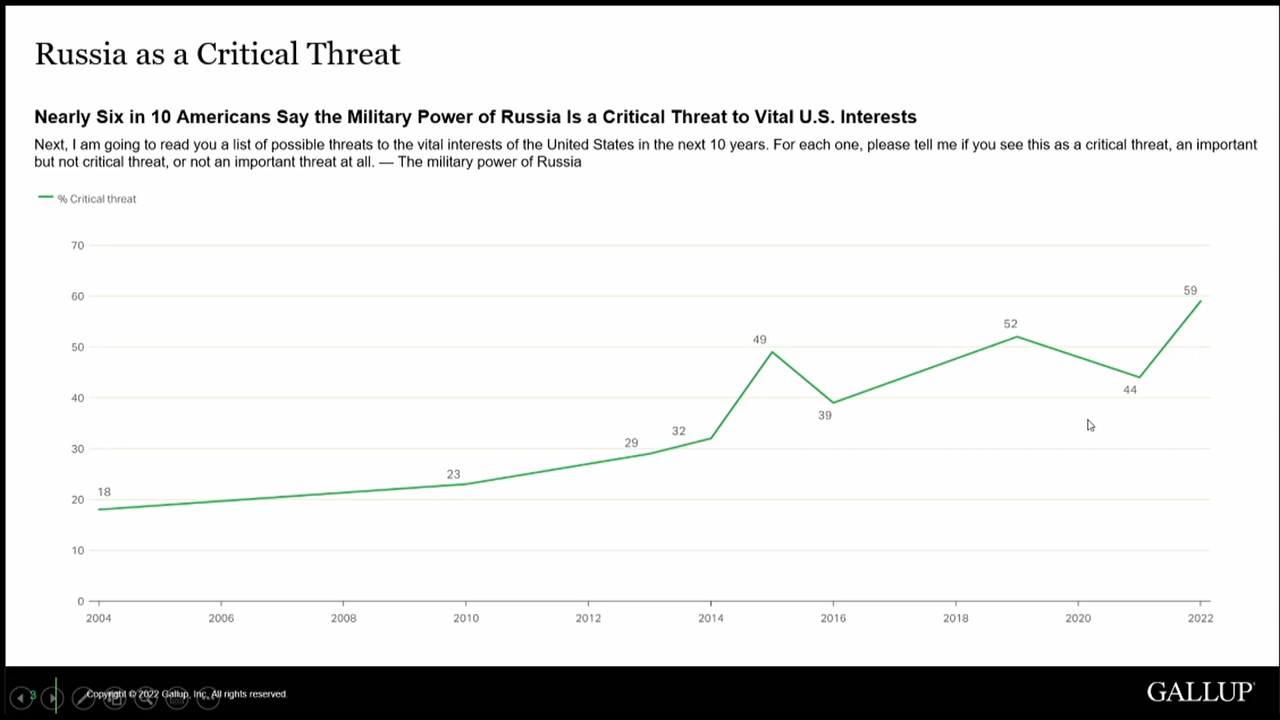 Russia as a Critical Threat
Nearly Six in 10 Americans Say the Military Power of Russia Is a Critical Threat to Vital U.S. Interests
Next, I am going to read you a list of possible threats to the vital interests of the United States in the next 10 years. For each one, please tell me if you see this as a critical threat, an important
but not critical threat, or not an important threat at all. — The military power of Russia
% Critical threat
70
60
50
40
30
20
10
0
18
23
29
32
49
39
52
44
59
2004 2006 2008 2010 2012 2014 2016 2018 2020 2022
3
Copyright © 2022 Gallup, Inc. All rights reserved.
GALLUP